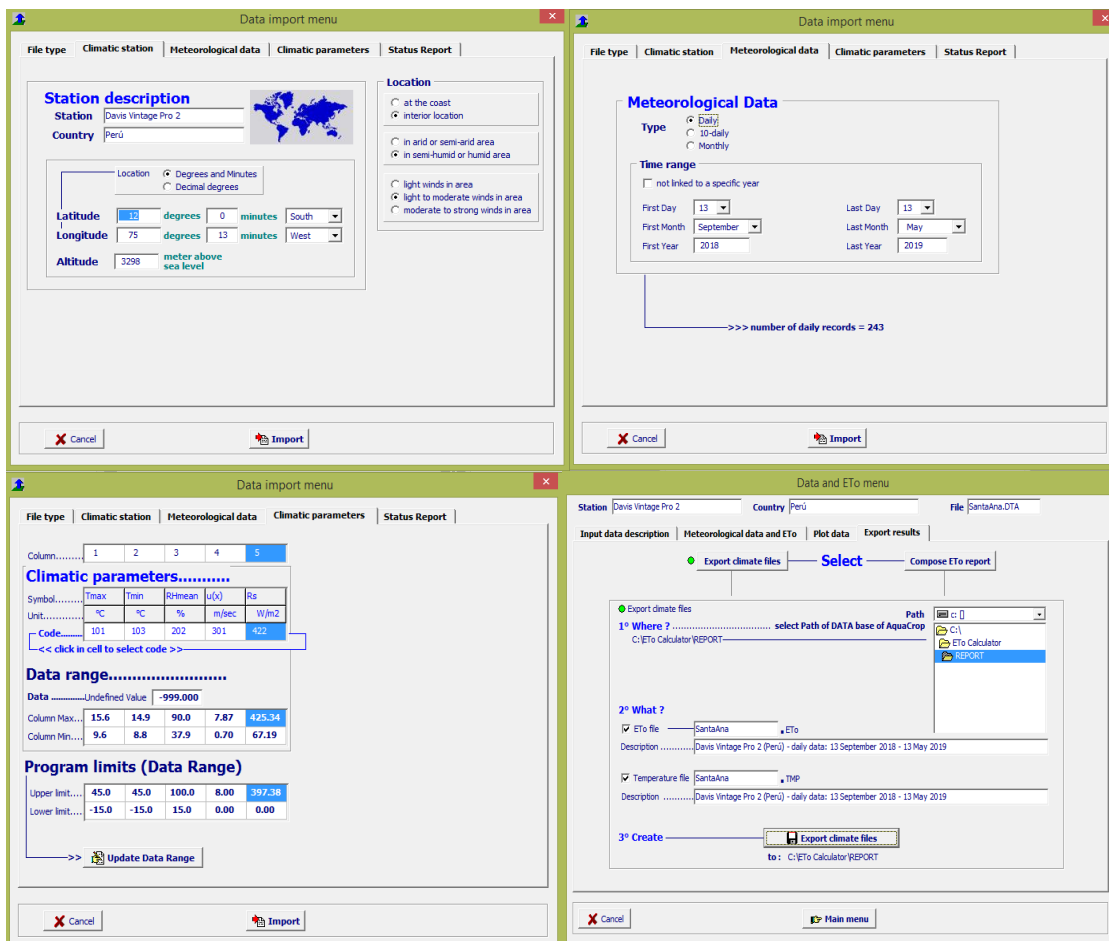 Data import menu
File type Climatic station Meteorological data Climatic parameters Status Report
Station description
Station Davis Vintage Pro 2
Country Perú
Location Degrees and Minutes
Decimal degrees
Latitude 12 degrees 0 minutes South
Longitude 75 degrees 13 minutes West
Altitude 3298 meter above
sea level
Location
at the coast
interior location
in arid or semi-arid area
in semi-humid or humid area
light winds in area
light to moderate winds in area
moderate to strong winds in area
Cancel Import
Data import menu
File type Climatic station Meteorological data Climatic parameters Status Report
Meteorological Data
Type Daily
10-daily
Monthly
Time range
not linked to a specific year
First Day 13 Last Day 13
First Month September Last Month May
First Year 2018 Last Year 2019
>>> number of daily records = 243
Cancel Import
Data import menu
File type Climatic station Meteorological data Climatic parameters Status Report
Column......... 1 2 3 4 5
Climatic parameters...........
Symbol......... Tmax Tmin RHmean u(x) Rs
Unit............. ºC ºC % m/sec W/m2
Code......... 101 103 202 301 422
<< click in cell to select code >>
Data range..........................
Data .............Undefined Value -999.000
Column Max... 15.6 14.9 90.0 7.87 425.34
Column Min... 9.6 8.8 37.9 0.70 67.19
Program limits (Data Range)
Upper limit.... 45.0 45.0 100.0 8.00 397.38
Lower limit.... -15.0 -15.0 15.0 0.00 0.00
>> Update Data Range
Cancel Import
Data and ETo menu
Station Davis Vintage Pro 2 Country Perú File SantaAna.DTA
Input data description Meteorological data and ETo Plot data Export results
Export climate files Select Compose ETo report
Export climate files
Path c: []
1º Where ? ................................ select Path of DATA base of AquaCrop
C:\ETo Calculator\REPORT
C:\
ETo Calculator
REPORT
2º What ?
ETo file SantaAna .ETo
Description ............ Davis Vintage Pro 2 (Perú) - daily data: 13 September 2018 - 13 May 2019
Temperature file SantaAna .TMP
Description ............ Davis Vintage Pro 2 (Perú) - daily data: 13 September 2018 - 13 May 2019
3º Create Export climate files
to : C:\ETo Calculator\REPORT
Cancel Main menu